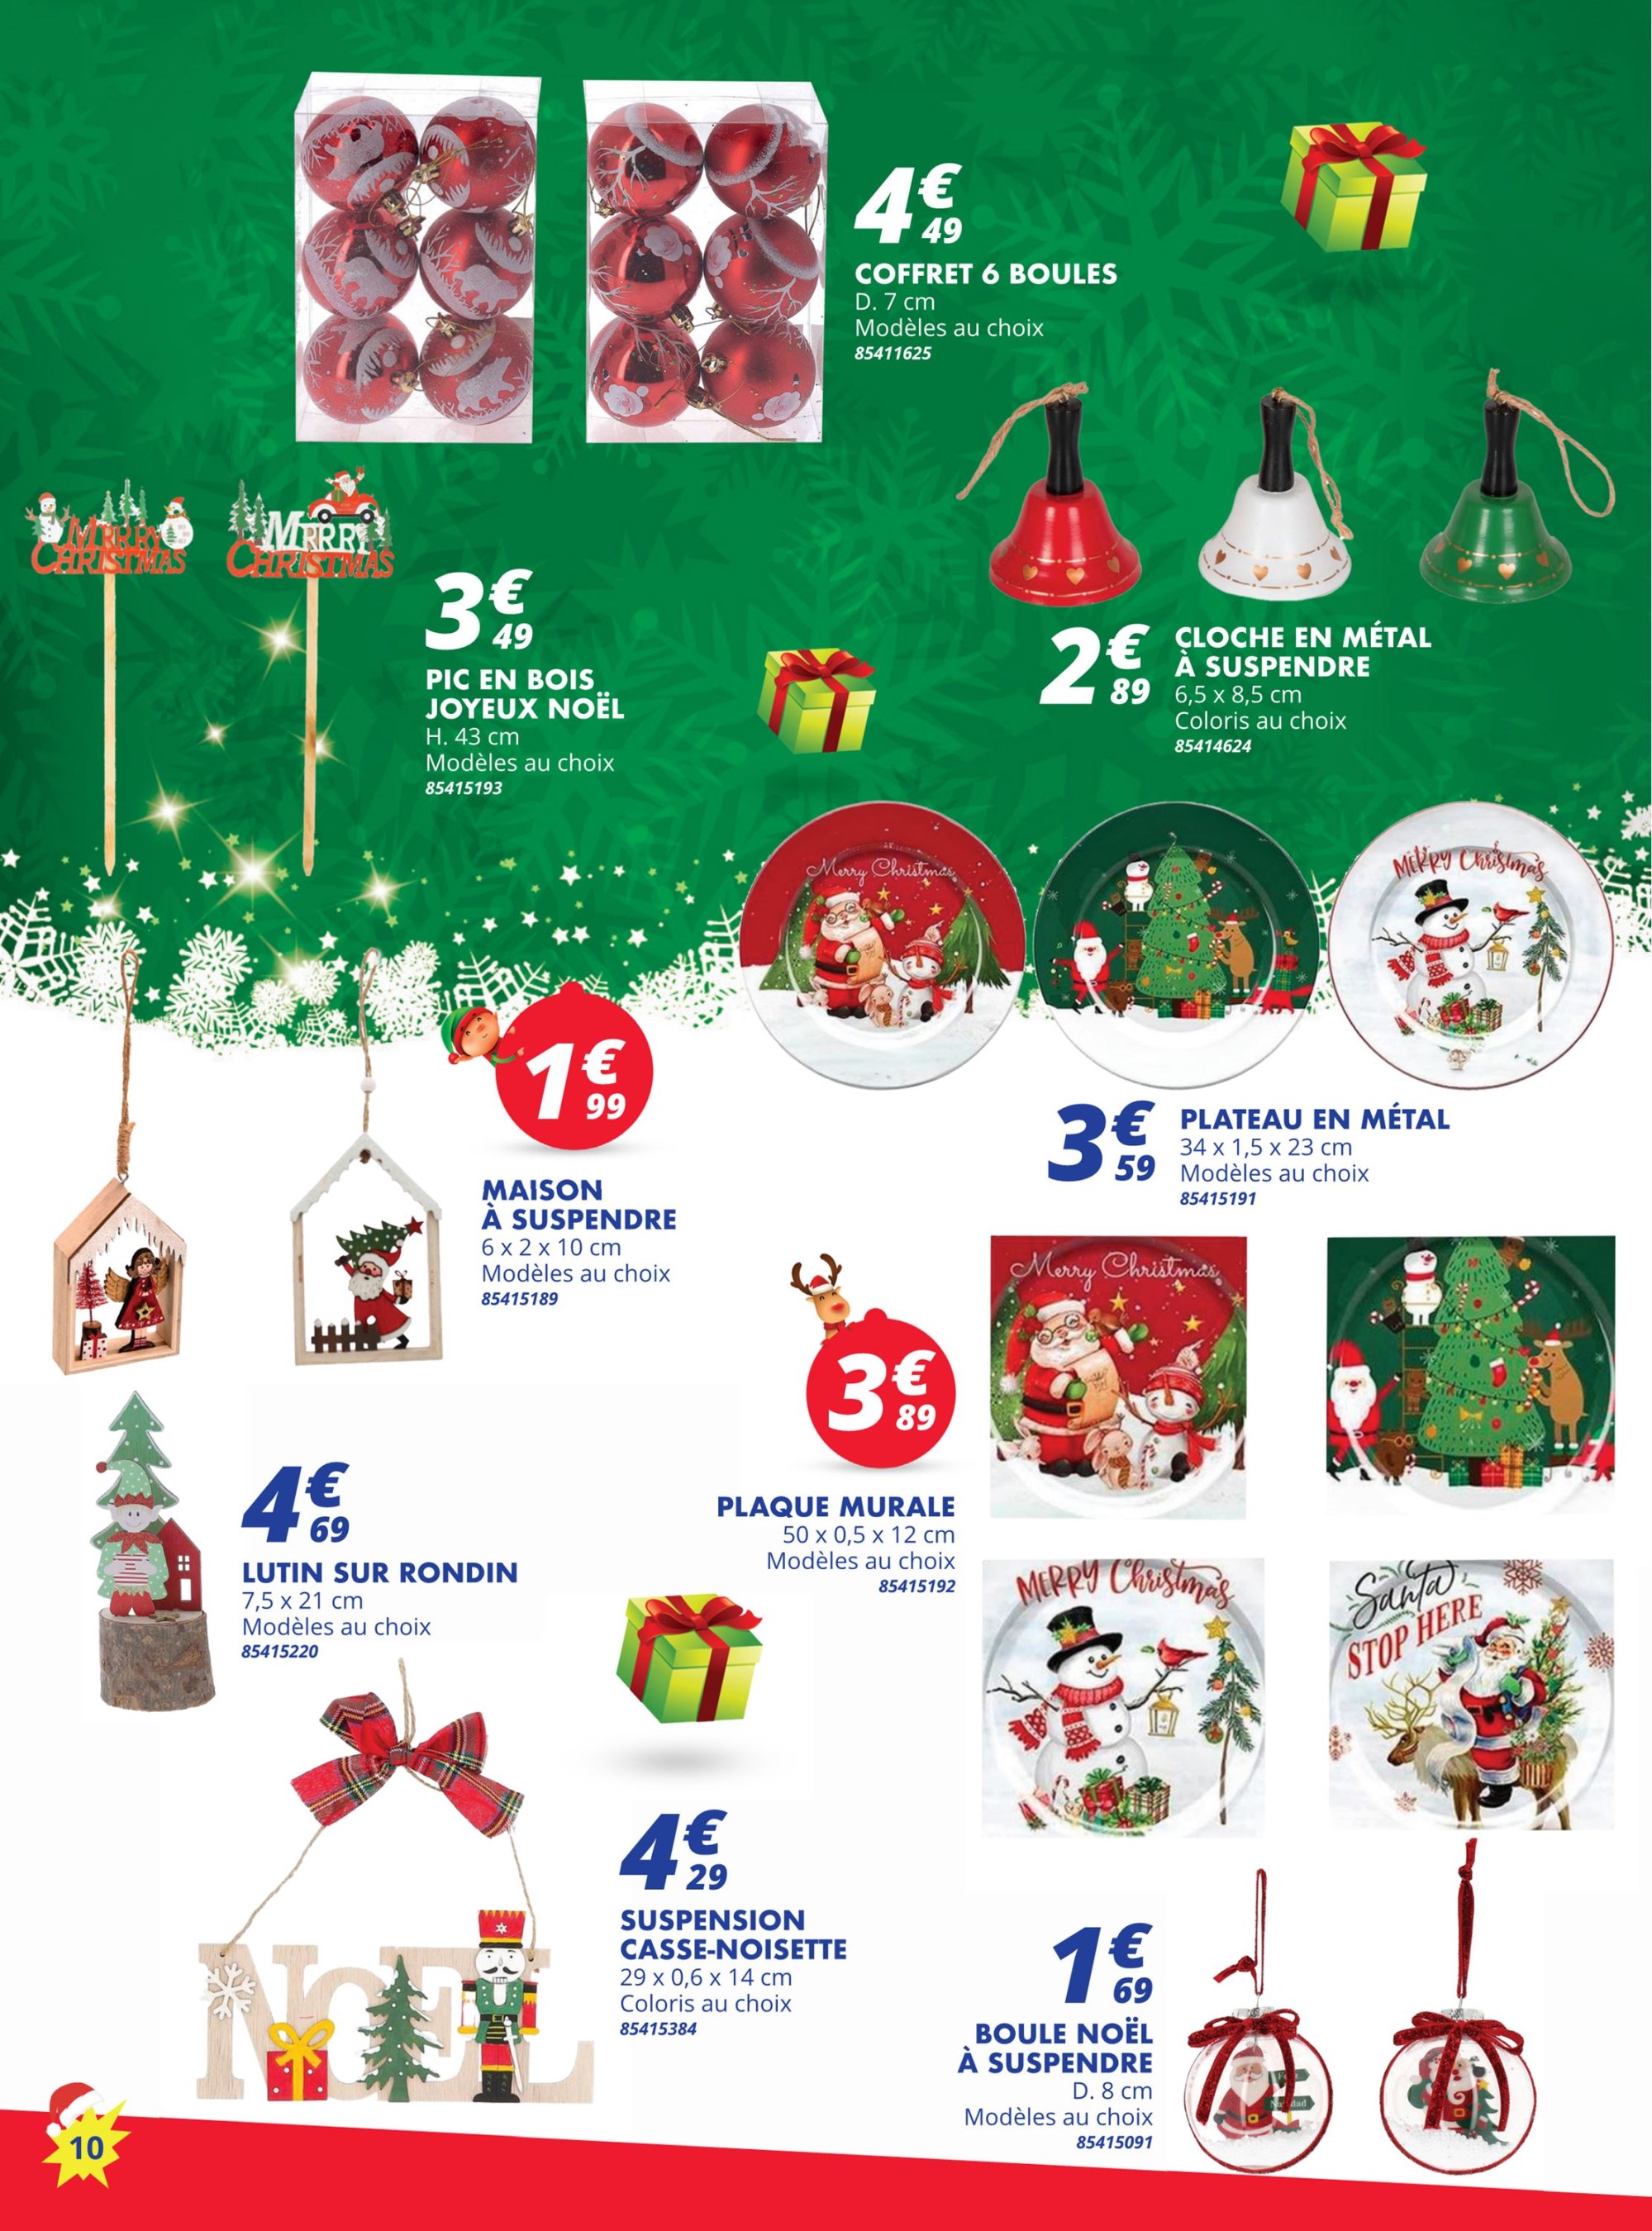 4€49
COFFRET 6 BOULES
D. 7 cm
Modèles au choix
85411625
MERRY
CHRISTMAS
MERRY
CHRISTMAS
3€49
PIC EN BOIS
JOYEUX NOËL
H. 43 cm
Modèles au choix
85415193
2€89
CLOCHE EN MÉTAL
À SUSPENDRE
6,5 x 8,5 cm
Coloris au choix
85414624
Merry Christmas
MERRY Christmas
3€59
PLATEAU EN MÉTAL
34 x 1,5 x 23 cm
Modèles au choix
85415191
1€99
MAISON
À SUSPENDRE
6 x 2 x 10 cm
Modèles au choix
85415189
3€89
PLAQUE MURALE
50 x 0,5 x 12 cm
Modèles au choix
85415192
Merry Christmas
MERRY Christmas
Santa
STOP HERE
4€69
LUTIN SUR RONDIN
7,5 x 21 cm
Modèles au choix
85415220
4€29
SUSPENSION
CASSE-NOISETTE
29 x 0,6 x 14 cm
Coloris au choix
85415384
NOEL
1€69
BOULE NOËL
À SUSPENDRE
D. 8 cm
Modèles au choix
85415091
10